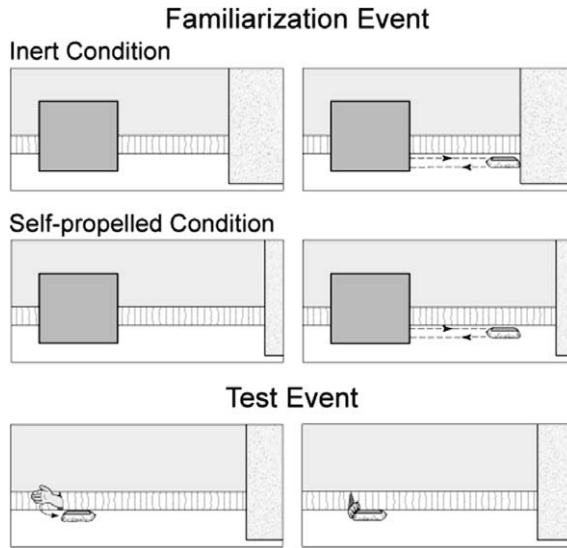 Familiarization Event
Inert Condition
Self-propelled Condition
Test Event